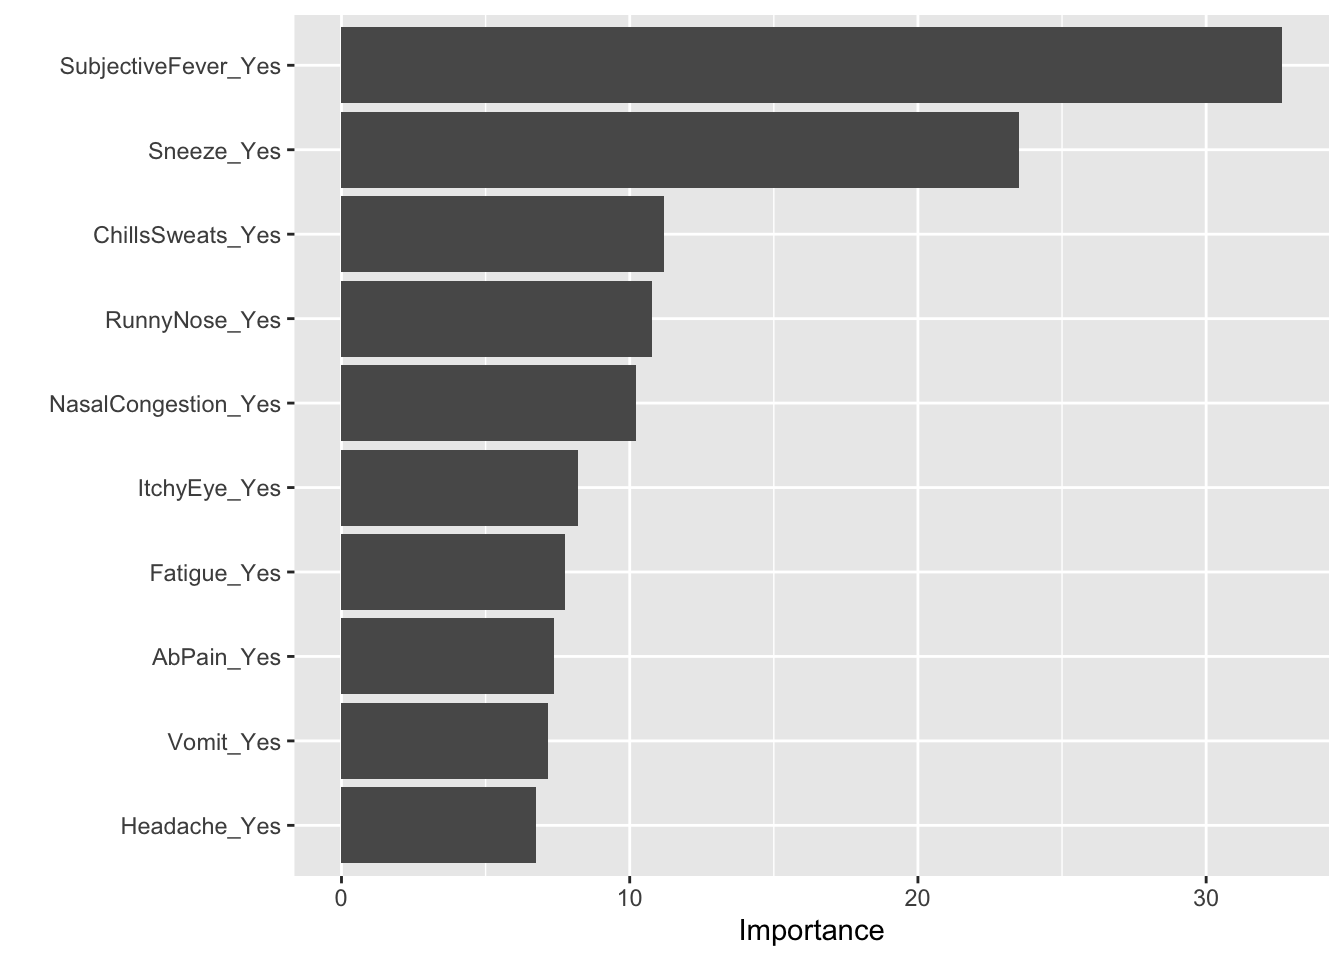 SubjectiveFever_Yes
Sneeze_Yes
ChillsSweats_Yes
RunnyNose_Yes
NasalCongestion_Yes
ItchyEye_Yes
Fatigue_Yes
AbPain_Yes
Vomit_Yes
Headache_Yes
0 10 20 30
Importance